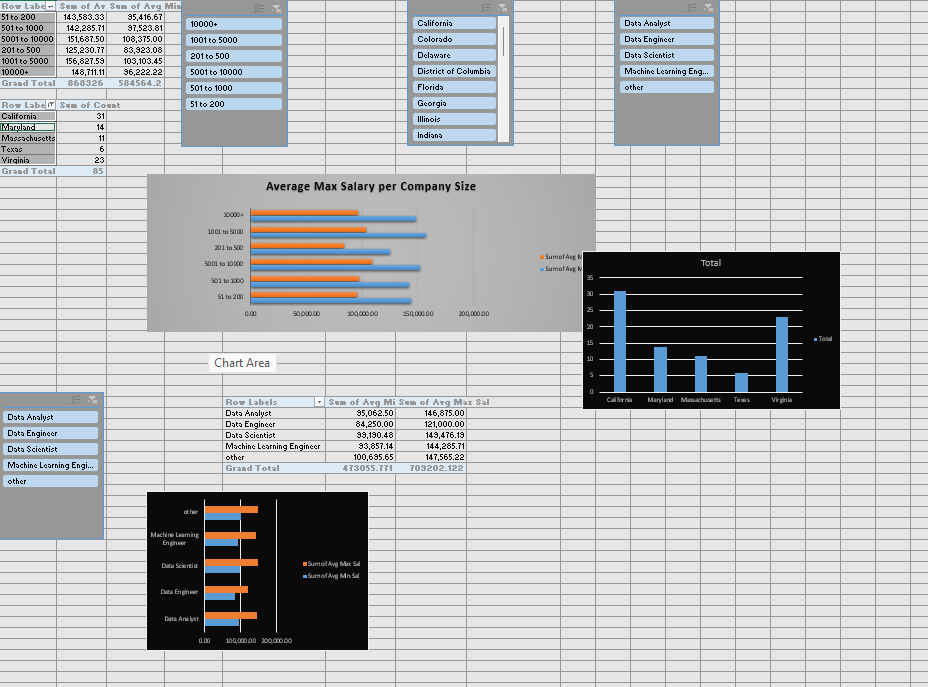 Row Labe Sum of Av Sum of Avg Min
51 to 200 143,583.33 95,416.67
501 to 1000 142,285.71 97,523.81
5001 to 10000 151,687.50 108,375.00
201 to 500 125,230.77 83,923.08
1001 to 5000 156,827.59 103,103.45
10000+ 148,711.11 96,222.22
Grand Total 868326 584564.2
10000+
1001 to 5000
201 to 500
5001 to 10000
501 to 1000
51 to 200
California
Colorado
Delaware
District of Columbia
Florida
Georgia
Illinois
Indiana
Data Analyst
Data Engineer
Data Scientist
Machine Learning Eng...
other
Row Labe Sum of Count
California 31
Maryland 14
Massachusetts 11
Texas 6
Virginia 23
Grand Total 85
Average Max Salary per Company Size
10000+
1001 to 5000
201 to 500
5001 to 10000
501 to 1000
51 to 200
0.00 50,000.00 100,000.00 150,000.00 200,000.00
Sum of Avg M
Sum of Avg M
Total
35
30
25
20
15
10
5
0
California Maryland Massachusetts Texas Virginia
Total
Chart Area
Data Analyst
Data Engineer
Data Scientist
Machine Learning Engi...
other
Row Labels Sum of Avg Mi Sum of Avg Max Sal
Data Analyst 95,062.50 146,875.00
Data Engineer 84,250.00 121,000.00
Data Scientist 99,190.48 149,476.19
Machine Learning Engineer 93,857.14 144,285.71
other 100,695.65 147,565.22
Grand Total 473055.771 709202.122
other
Machine Learning
Engineer
Data Scientist
Data Engineer
Data Analyst
0.00 100,000.00 200,000.00
Sum of Avg Max Sal
Sum of Avg Min Sal